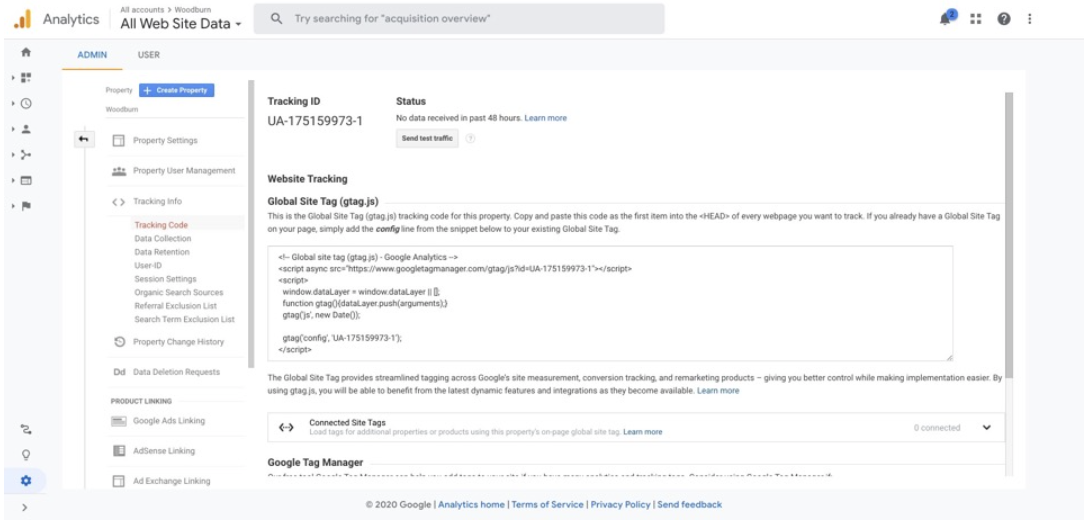 Analytics
All accounts > Woodburn
All Web Site Data
Try searching for "acquisition overview"
2
ADMIN
USER
Property
+ Create Property
Woodburn
Property Settings
Property User Management
Tracking Info
Tracking Code
Data Collection
Data Retention
User-ID
Session Settings
Organic Search Sources
Referral Exclusion List
Search Term Exclusion List
Property Change History
Dd Data Deletion Requests
PRODUCT LINKING
Google Ads Linking
AdSense Linking
Ad Exchange Linking
Tracking ID
UA-175159973-1
Status
No data received in past 48 hours. Learn more
Send test traffic
?
Website Tracking
Global Site Tag (gtag.js)
This is the Global Site Tag (gtag.js) tracking code for this property. Copy and paste this code as the first item into the <HEAD> of every webpage you want to track. If you already have a Global Site Tag
on your page, simply add the config line from the snippet below to your existing Global Site Tag.
<!-- Global site tag (gtag.js) - Google Analytics -->
<script async src="https://www.googletagmanager.com/gtag/js?id=UA-175159973-1"></script>
<script>
window.dataLayer = window.dataLayer || [];
function gtag(){dataLayer.push(arguments);}
gtag('js', new Date());
gtag('config', 'UA-175159973-1');
</script>
The Global Site Tag provides streamlined tagging across Google's site measurement, conversion tracking, and remarketing products – giving you better control while making implementation easier. By
using gtag.js, you will be able to benefit from the latest dynamic features and integrations as they become available. Learn more
Connected Site Tags
Load tags for additional properties or products using this property's on-page global site tag. Learn more
0 connected
Google Tag Manager
© 2020 Google | Analytics home | Terms of Service | Privacy Policy | Send feedback